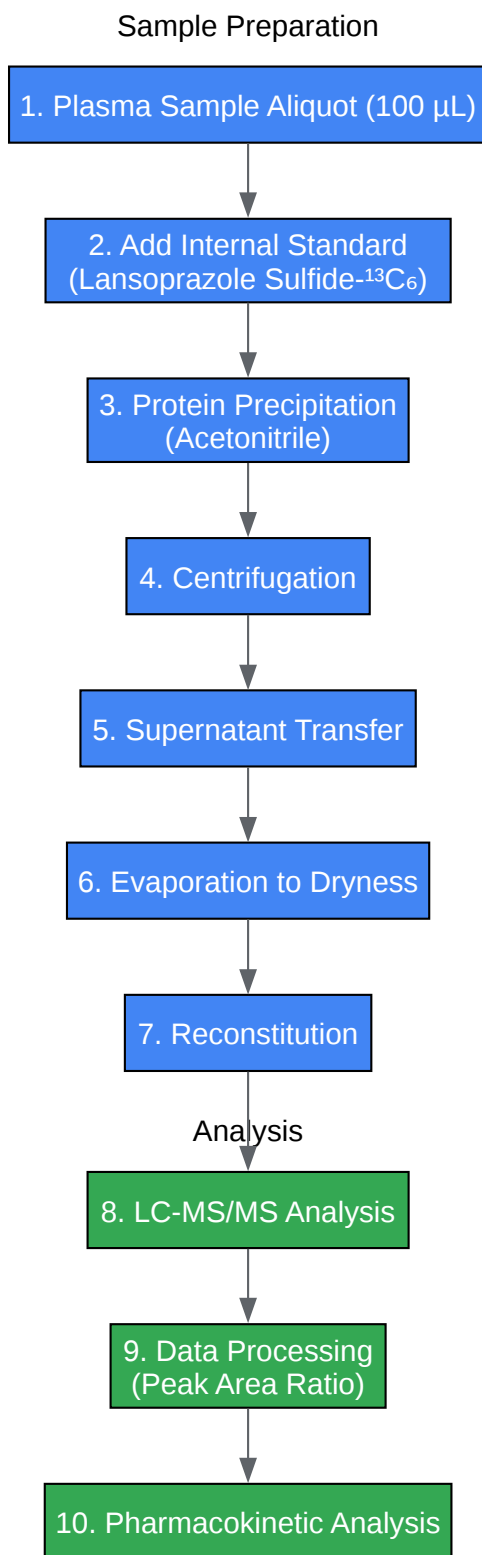 Sample Preparation
1. Plasma Sample Aliquot (100 µL)
2. Add Internal Standard
(Lansoprazole Sulfide-¹³C₆)
3. Protein Precipitation
(Acetonitrile)
4. Centrifugation
5. Supernatant Transfer
6. Evaporation to Dryness
7. Reconstitution
Analysis
8. LC-MS/MS Analysis
9. Data Processing
(Peak Area Ratio)
10. Pharmacokinetic Analysis